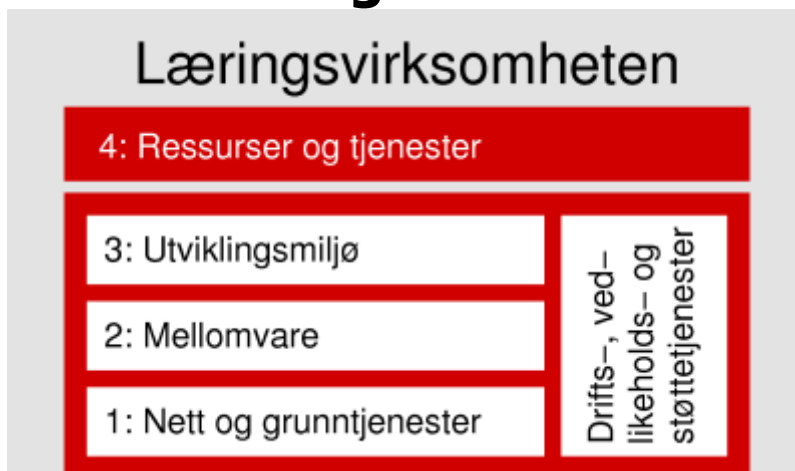 Læringsvirksomheten
4: Ressurser og tjenester
3: Utviklingsmiljø
2: Mellomvare
1: Nett og grunntjenester
Drifts–, ved–
likeholds– og
støttetjenester